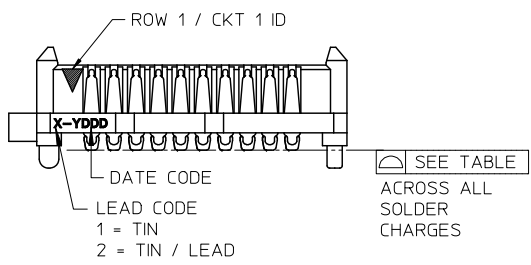 ROW 1 / CKT 1 ID
X-YDDD
SEE TABLE
ACROSS ALL
SOLDER
CHARGES
DATE CODE
LEAD CODE
1 = TIN
2 = TIN / LEAD